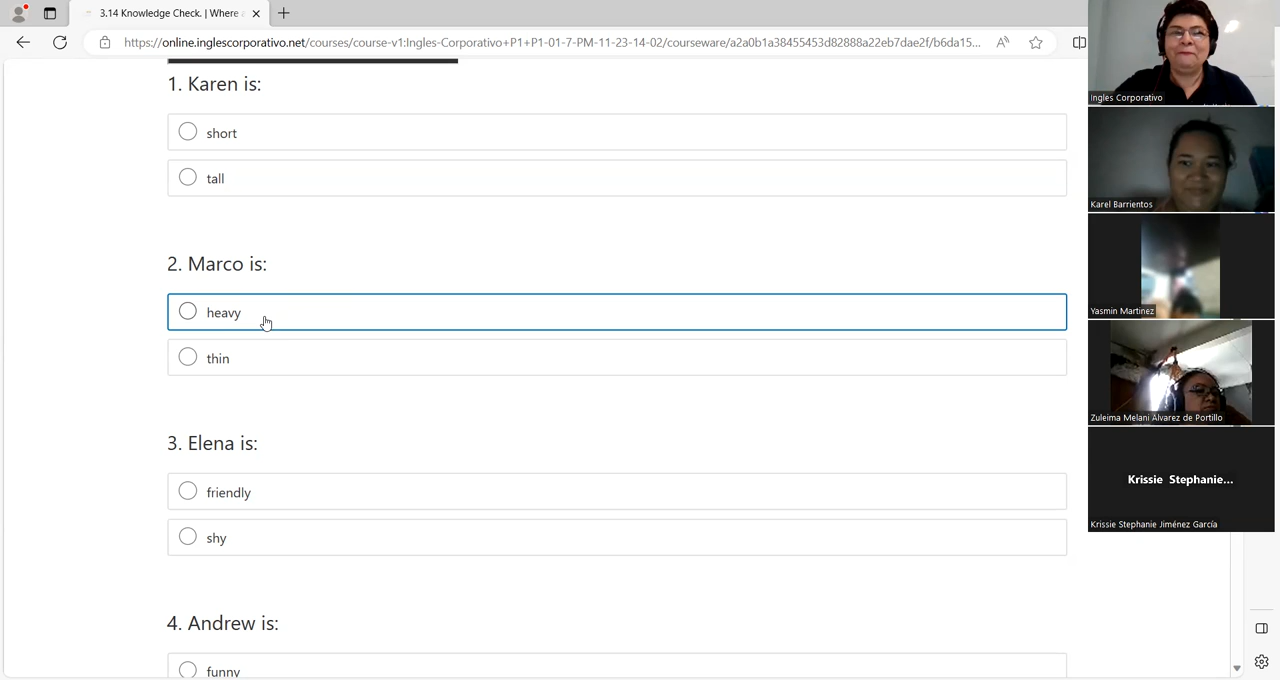 3.14 Knowledge Check. | Where
https://online.inglescorporativo.net/courses/course-v1:Ingles-Corporativo+P1+P1-01-7-PM-11-23-14-02/courseware/a2a0b1a38455453d82888a22eb7dae2f/b6da15...
1. Karen is:
short
tall
2. Marco is:
heavy
thin
3. Elena is:
friendly
shy
4. Andrew is:
funny
Ingles Corporativo
Karel Barrientos
Yasmin Martinez
Zuleima Melani Alvarez de Portillo
Krissie Stephanie...
Krissie Stephanie Jiménez García